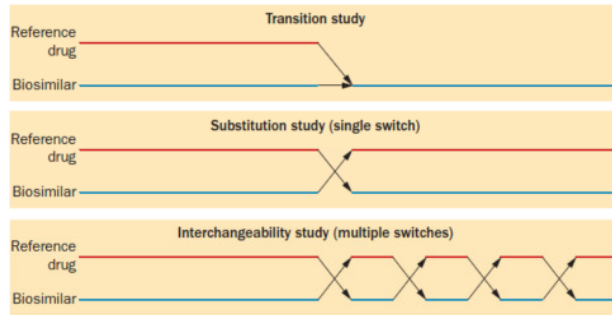 Transition study
Reference
drug
Biosimilar
Substitution study (single switch)
Reference
drug
Biosimilar
Interchangeability study (multiple switches)
Reference
drug
Biosimilar